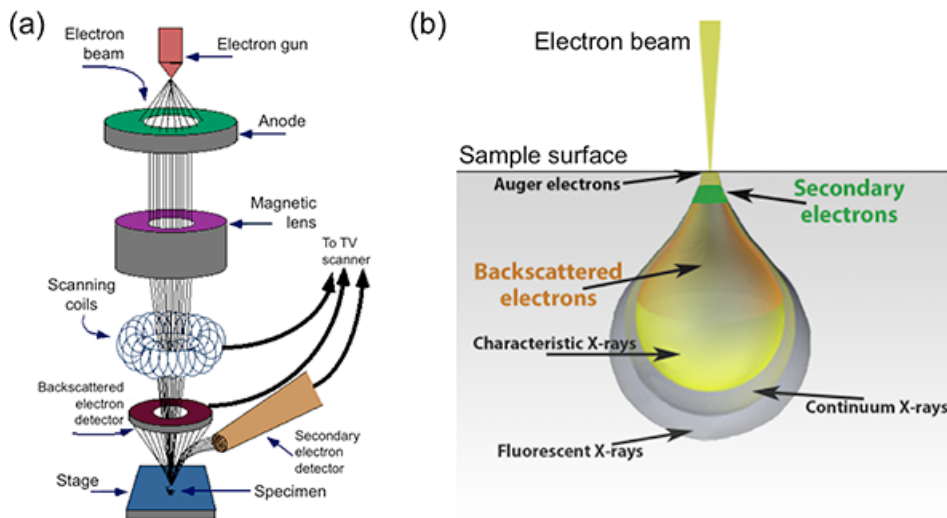 (a)
Electron
beam
Electron gun
Anode
Magnetic
lens
To TV
scanner
Scanning
coils
Backscattered
electron
detector
Secondary
electron
detector
Stage
Specimen
(b)
Electron beam
Sample surface
Auger electrons
Secondary
electrons
Backscattered
electrons
Characteristic X-rays
Continuum X-rays
Fluorescent X-rays